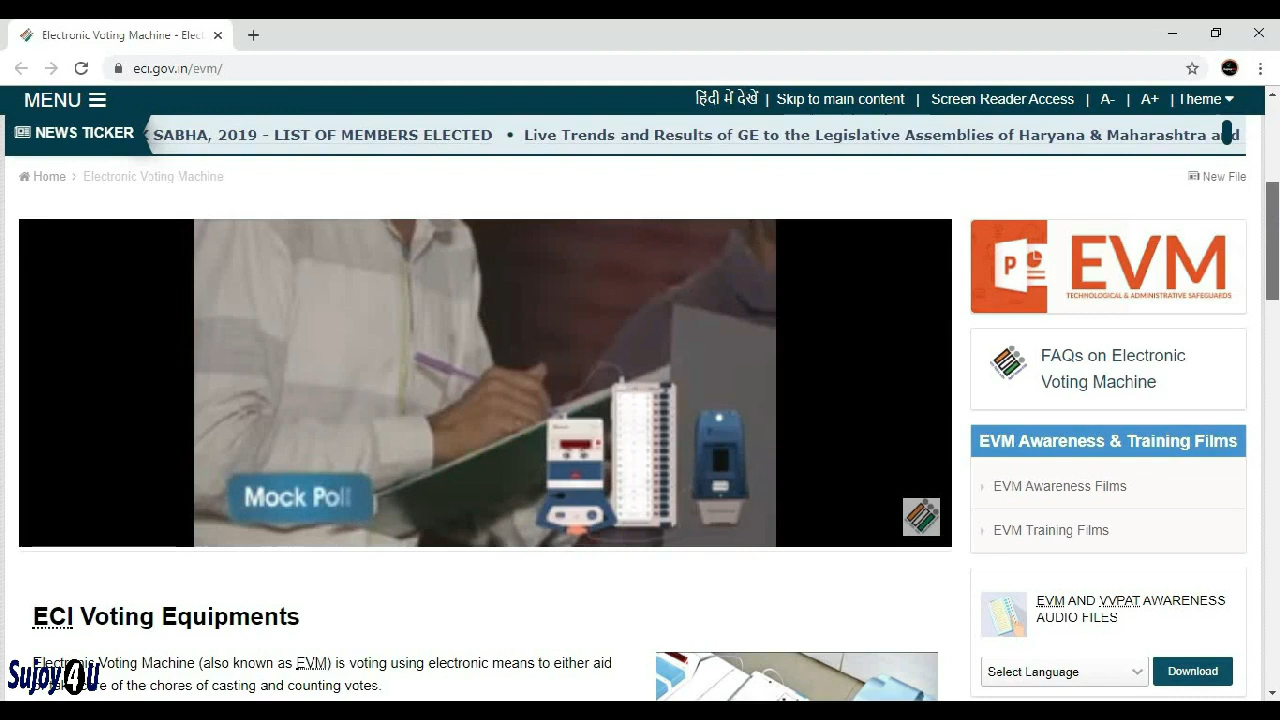 Electronic Voting Machine - Elect
eci.gov.in/evm/
MENU
हिंदी में देखें | Skip to main content | Screen Reader Access | A- | A+ | Theme
NEWS TICKER
SABHA, 2019 - LIST OF MEMBERS ELECTED • Live Trends and Results of GE to the Legislative Assemblies of Haryana & Maharashtra and
Home › Electronic Voting Machine
New File
P EVM
TECHNOLOGICAL & ADMINISTRATIVE SAFEGUARDS
FAQs on Electronic
Voting Machine
EVM Awareness & Training Films
EVM Awareness Films
EVM Training Films
Mock Poll
EVM AND VVPAT AWARENESS
AUDIO FILES
Select Language
Download
ECI Voting Equipments
Electronic Voting Machine (also known as EVM) is voting using electronic means to either aid
of the chores of casting and counting votes.
Sujoy4U